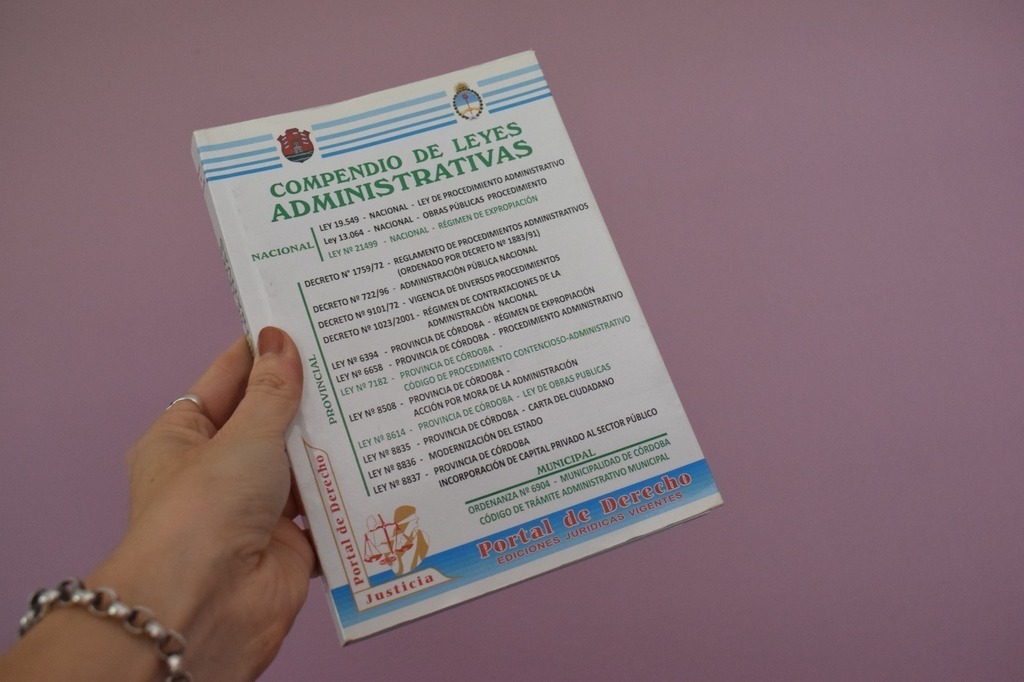 COMPENDIO DE LEYES
ADMINISTRATIVAS
NACIONAL
LEY 19.549 - NACIONAL - LEY DE PROCEDIMIENTO ADMINISTRATIVO
Ley 13.064 - NACIONAL - OBRAS PÚBLICAS PROCEDIMIENTO
LEY Nº 21499 - NACIONAL - RÉGIMEN DE EXPROPIACIÓN
PROVINCIAL
DECRETO N° 1759/72 - REGLAMENTO DE PROCEDIMIENTOS ADMINISTRATIVOS
(ORDENADO POR DECRETO Nº 1883/91)
DECRETO Nº 722/96 - ADMINISTRACIÓN PÚBLICA NACIONAL
DECRETO Nº 9101/72 - VIGENCIA DE DIVERSOS PROCEDIMIENTOS
DECRETO Nº 1023/2001 - RÉGIMEN DE CONTRATACIONES DE LA
ADMINISTRACIÓN NACIONAL
LEY Nº 6394 - PROVINCIA DE CÓRDOBA - RÉGIMEN DE EXPROPIACIÓN
LEY Nº 6658 - PROVINCIA DE CÓRDOBA - PROCEDIMIENTO ADMINISTRATIVO
LEY Nº 7182 - PROVINCIA DE CÓRDOBA -
CÓDIGO DE PROCEDIMIENTO CONTENCIOSO-ADMINISTRATIVO
LEY Nº 8508 - PROVINCIA DE CÓRDOBA -
ACCIÓN POR MORA DE LA ADMINISTRACIÓN
LEY Nº 8614 - PROVINCIA DE CÓRDOBA - LEY DE OBRAS PUBLICAS
LEY Nº 8835 - PROVINCIA DE CÓRDOBA - CARTA DEL CIUDADANO
LEY Nº 8836 - MODERNIZACIÓN DEL ESTADO
LEY Nº 8837 - PROVINCIA DE CÓRDOBA
INCORPORACIÓN DE CAPITAL PRIVADO AL SECTOR PÚBLICO
MUNICIPAL
ORDENANZA Nº 6904 - MUNICIPALIDAD DE CÓRDOBA
CÓDIGO DE TRÁMITE ADMINISTRATIVO MUNICIPAL
Portal de Derecho
Justicia
Portal de Derecho
EDICIONES JURIDICAS VIGENTES